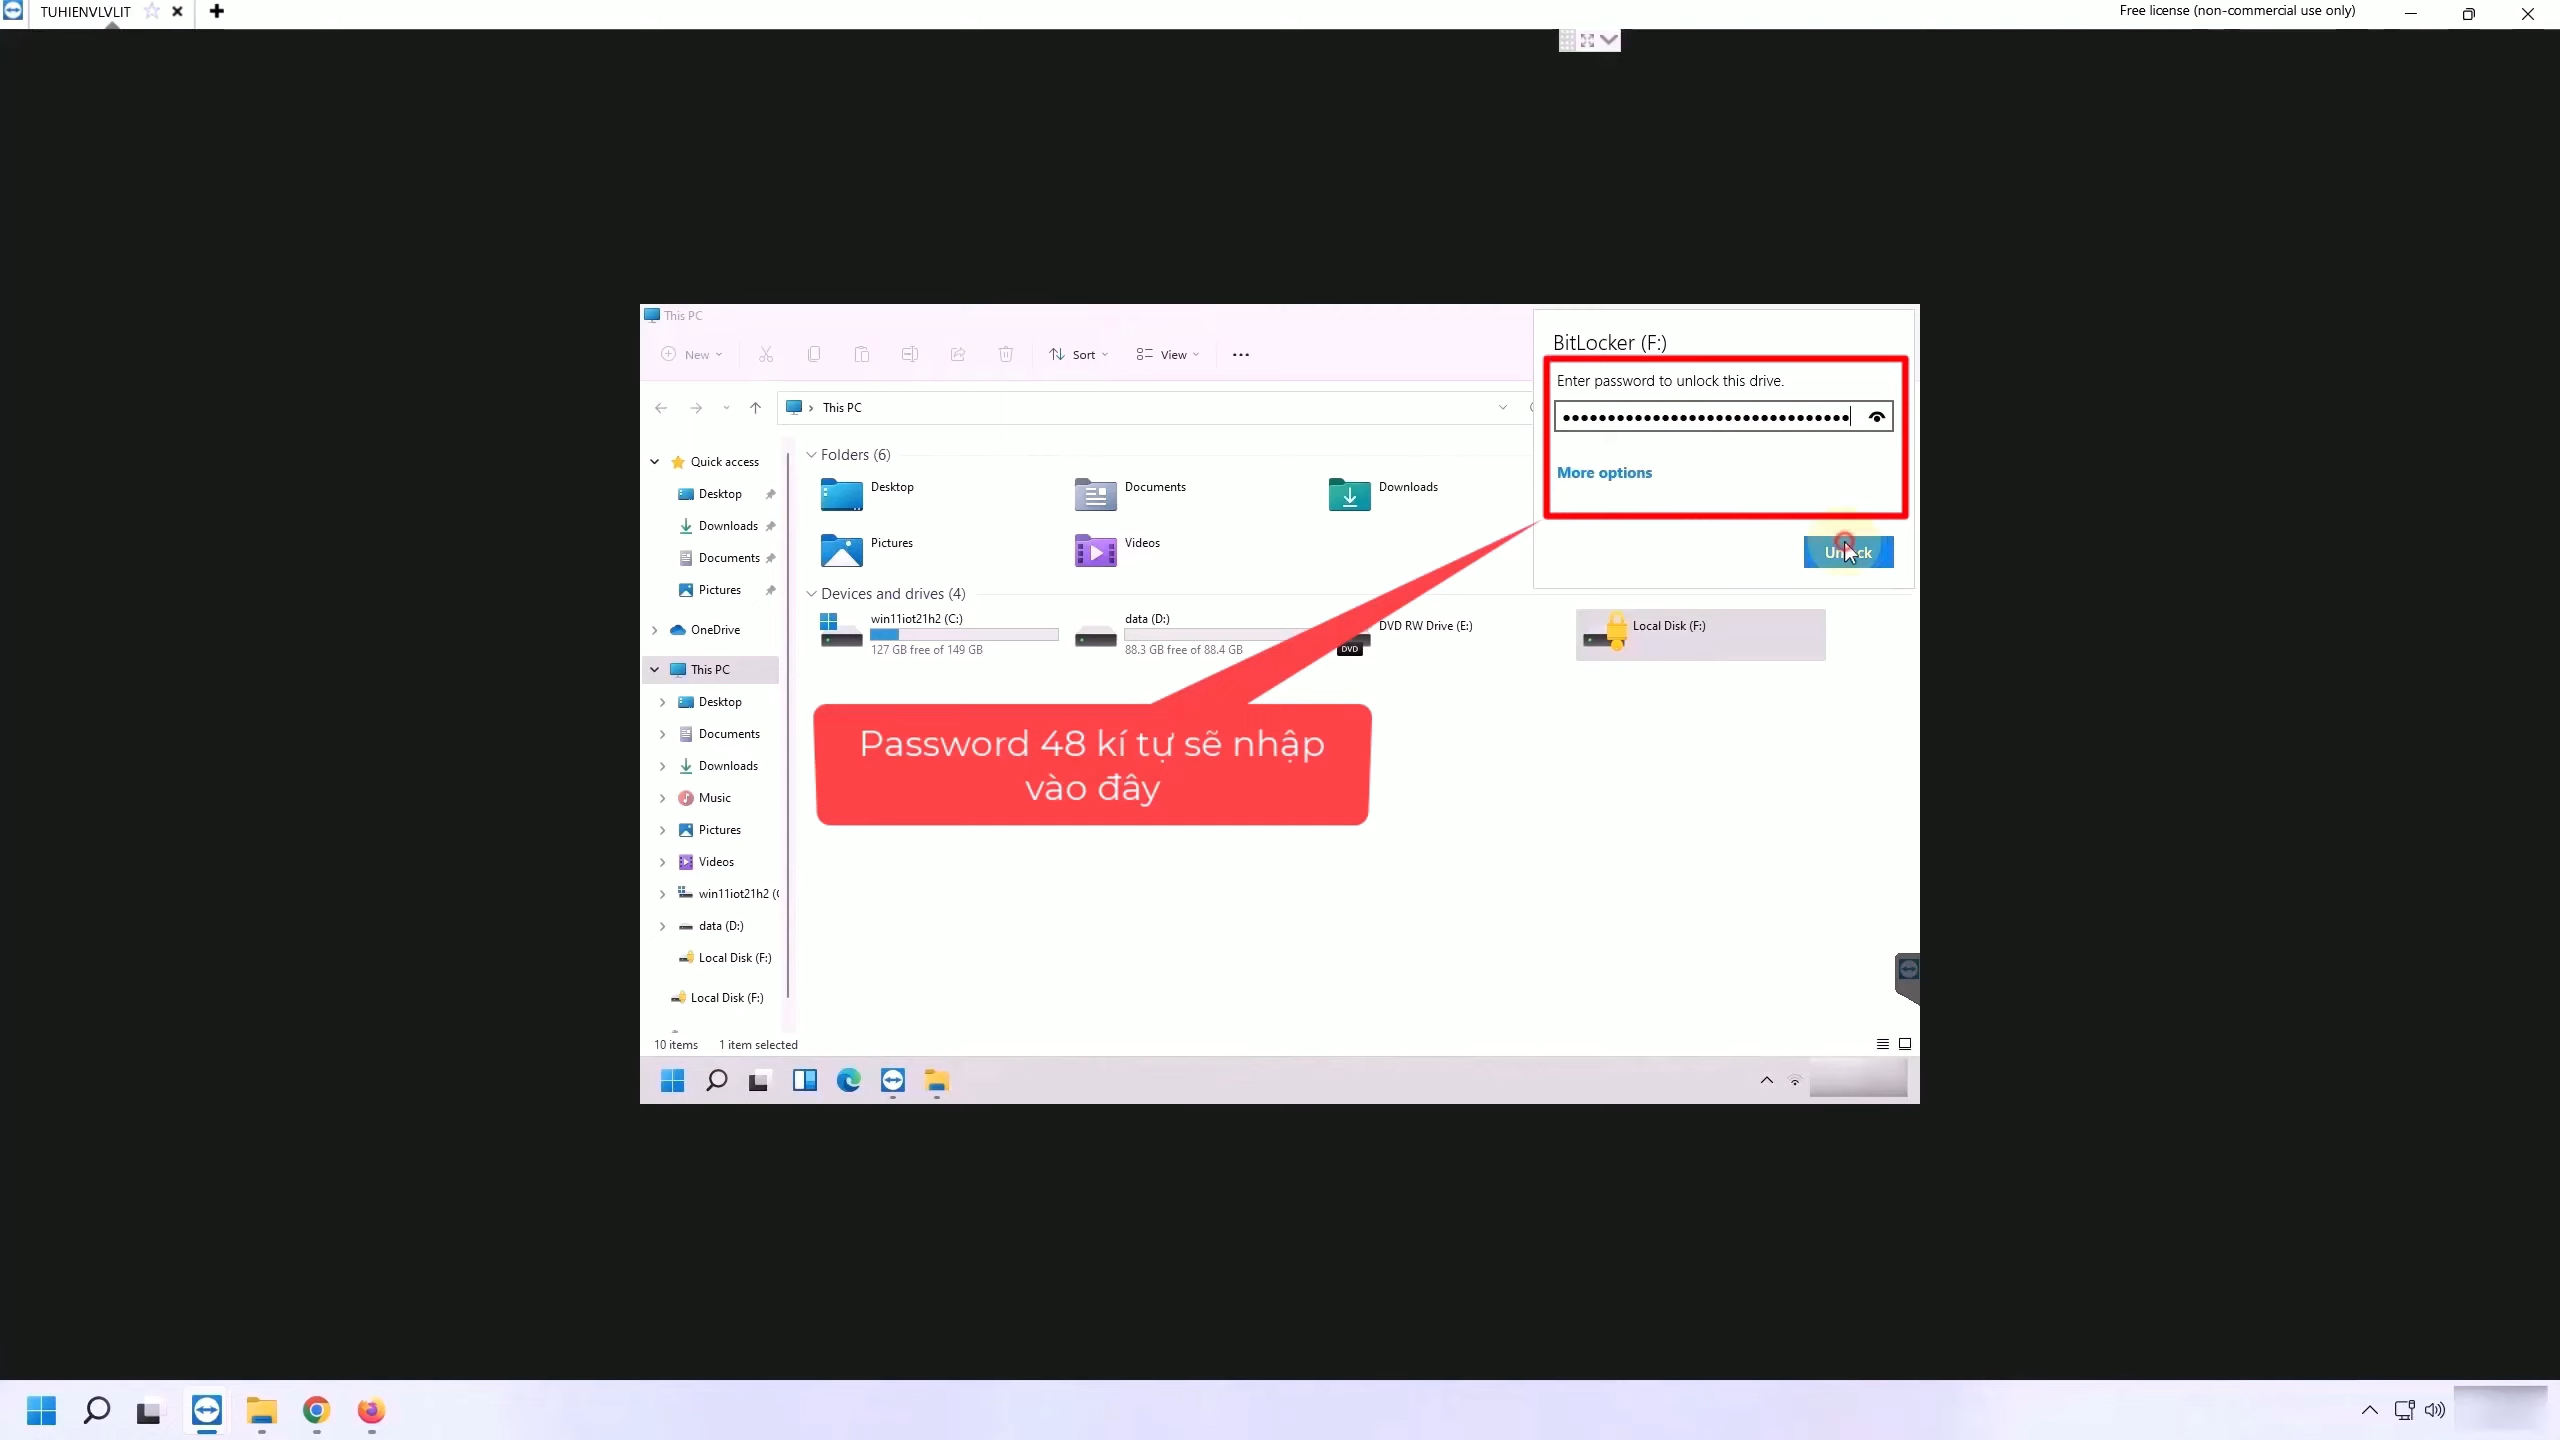 TUHIENVLVLIT
Free license (non-commercial use only)
This PC
New
Sort
View
This PC
BitLocker (F:)
Enter password to unlock this drive.
More options
Unlock
Quick access
Desktop
Downloads
Documents
Pictures
OneDrive
This PC
Desktop
Documents
Downloads
Music
Pictures
Videos
win11iot21h2 (
data (D:)
Local Disk (F:)
Local Disk (F:)
Folders (6)
Desktop
Documents
Downloads
Pictures
Videos
Devices and drives (4)
win11iot21h2 (C:)
127 GB free of 149 GB
data (D:)
88.3 GB free of 88.4 GB
DVD RW Drive (E:)
DVD
Local Disk (F:)
Password 48 kí tự sẽ nhập
vào đây
10 items
1 item selected